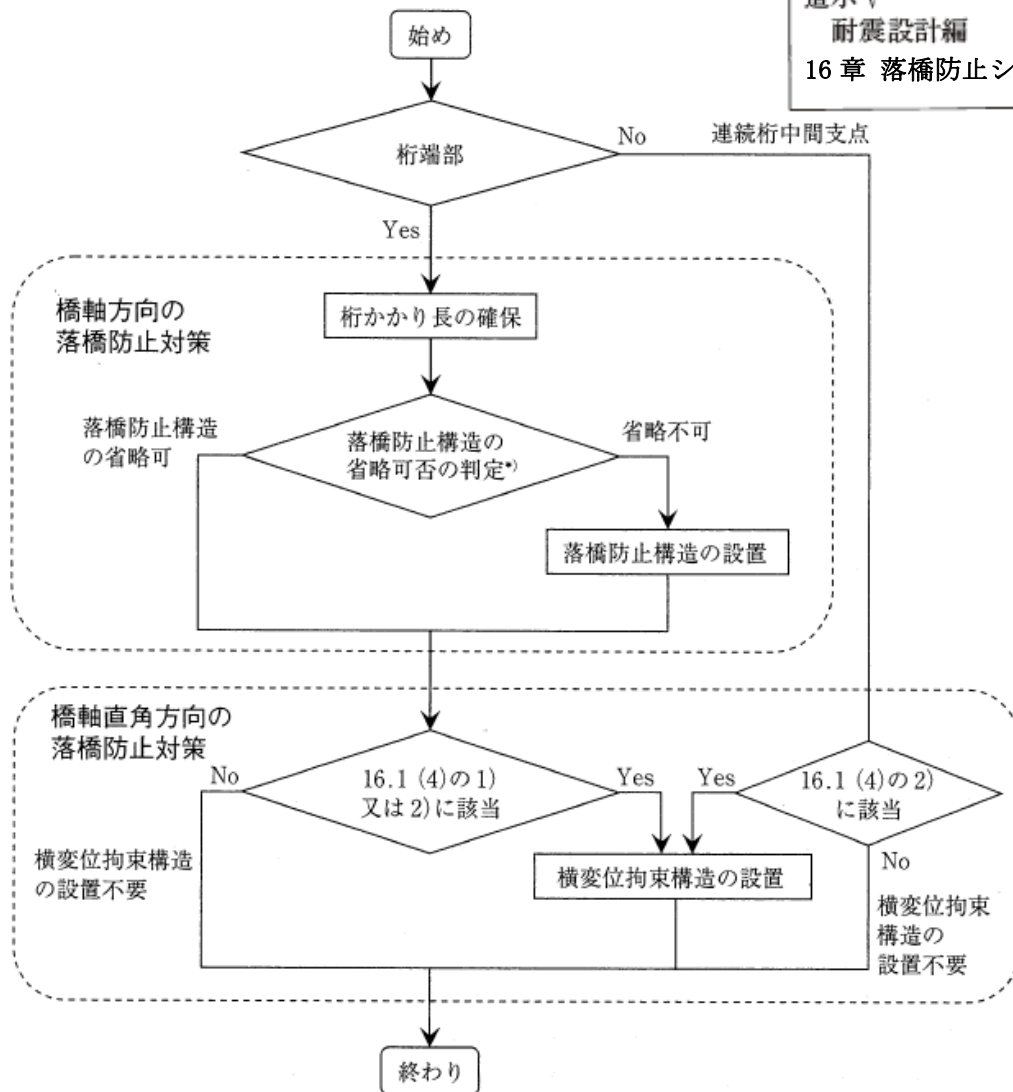 始め
耐震設計編
16章 落橋防止シ
桁端部
No
連続桁中間支点
Yes
橋軸方向の
落橋防止対策
桁かかり長の確保
落橋防止構造
の省略可
落橋防止構造の
省略可否の判定*)
省略不可
落橋防止構造の設置
橋軸直角方向の
落橋防止対策
No
16.1 (4)の1)
又は2)に該当
Yes
Yes
16.1 (4)の2)
に該当
横変位拘束構造
の設置不要
横変位拘束構造の設置
No
横変位拘束
構造の
設置不要
終わり